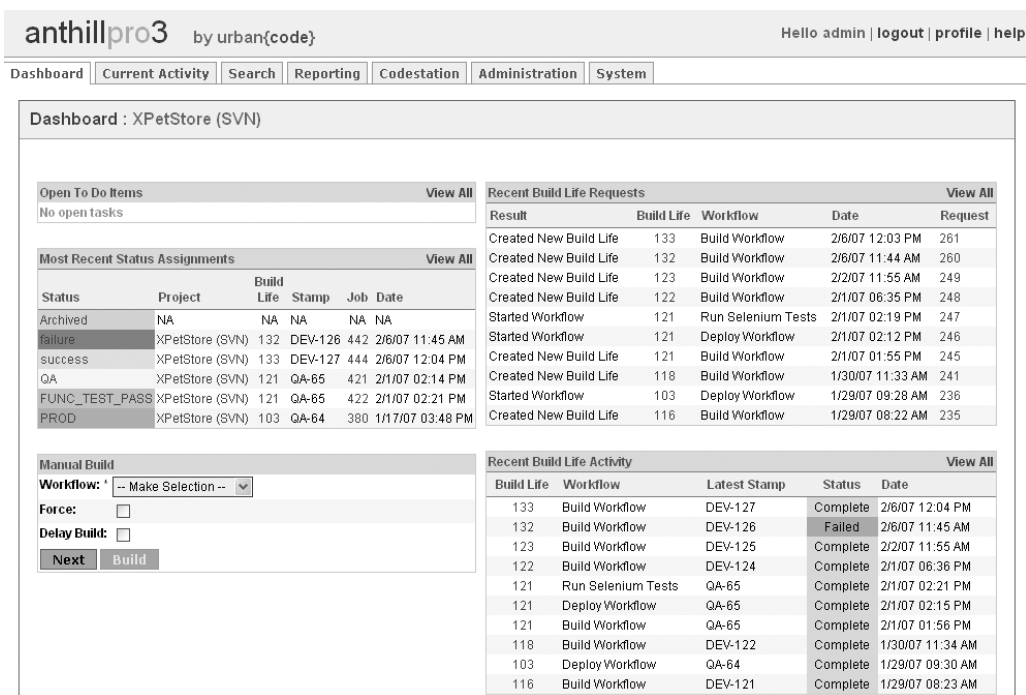 anthillpro3 by urban{code}
Hello admin | logout | profile | help
Dashboard Current Activity Search Reporting Codestation Administration System
Dashboard : XPetStore (SVN)
Open To Do Items View All
No open tasks
Most Recent Status Assignments View All
Status Project Build Life Stamp Job Date
Archived NA NA NA NA NA
failure XPetStore (SVN) 132 DEV-126 442 2/6/07 11:45 AM
success XPetStore (SVN) 133 DEV-127 444 2/6/07 12:04 PM
QA XPetStore (SVN) 121 QA-65 421 2/1/07 02:14 PM
FUNC_TEST_PASS XPetStore (SVN) 121 QA-65 422 2/1/07 02:21 PM
PROD XPetStore (SVN) 103 QA-64 380 1/17/07 03:48 PM
Manual Build
Workflow: * -- Make Selection --
Force:
Delay Build:
Next Build
Recent Build Life Requests View All
Result Build Life Workflow Date Request
Created New Build Life 133 Build Workflow 2/6/07 12:03 PM 261
Created New Build Life 132 Build Workflow 2/6/07 11:44 AM 260
Created New Build Life 123 Build Workflow 2/2/07 11:55 AM 249
Created New Build Life 122 Build Workflow 2/1/07 06:35 PM 248
Started Workflow 121 Run Selenium Tests 2/1/07 02:19 PM 247
Started Workflow 121 Deploy Workflow 2/1/07 02:12 PM 246
Created New Build Life 121 Build Workflow 2/1/07 01:55 PM 245
Created New Build Life 118 Build Workflow 1/30/07 11:33 AM 241
Started Workflow 103 Deploy Workflow 1/29/07 09:28 AM 236
Created New Build Life 116 Build Workflow 1/29/07 08:22 AM 235
Recent Build Life Activity View All
Build Life Workflow Latest Stamp Status Date
133 Build Workflow DEV-127 Complete 2/6/07 12:04 PM
132 Build Workflow DEV-126 Failed 2/6/07 11:45 AM
123 Build Workflow DEV-125 Complete 2/2/07 11:55 AM
122 Build Workflow DEV-124 Complete 2/1/07 06:36 PM
121 Run Selenium Tests QA-65 Complete 2/1/07 02:21 PM
121 Deploy Workflow QA-65 Complete 2/1/07 02:15 PM
121 Build Workflow QA-65 Complete 2/1/07 01:56 PM
118 Build Workflow DEV-122 Complete 1/30/07 11:34 AM
103 Deploy Workflow QA-64 Complete 1/29/07 09:30 AM
116 Build Workflow DEV-121 Complete 1/29/07 08:23 AM